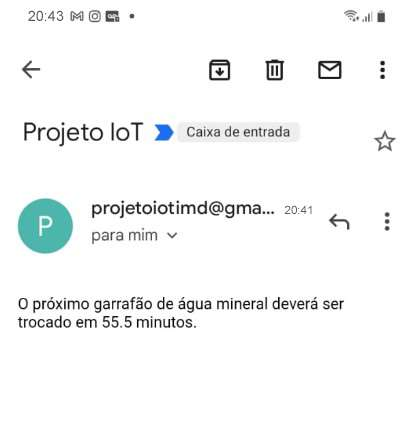 20:43
Projeto IoT
Caixa de entrada
P
projetoiotimd@gma... 20:41
para mim
O próximo garrafão de água mineral deverá ser
trocado em 55.5 minutos.